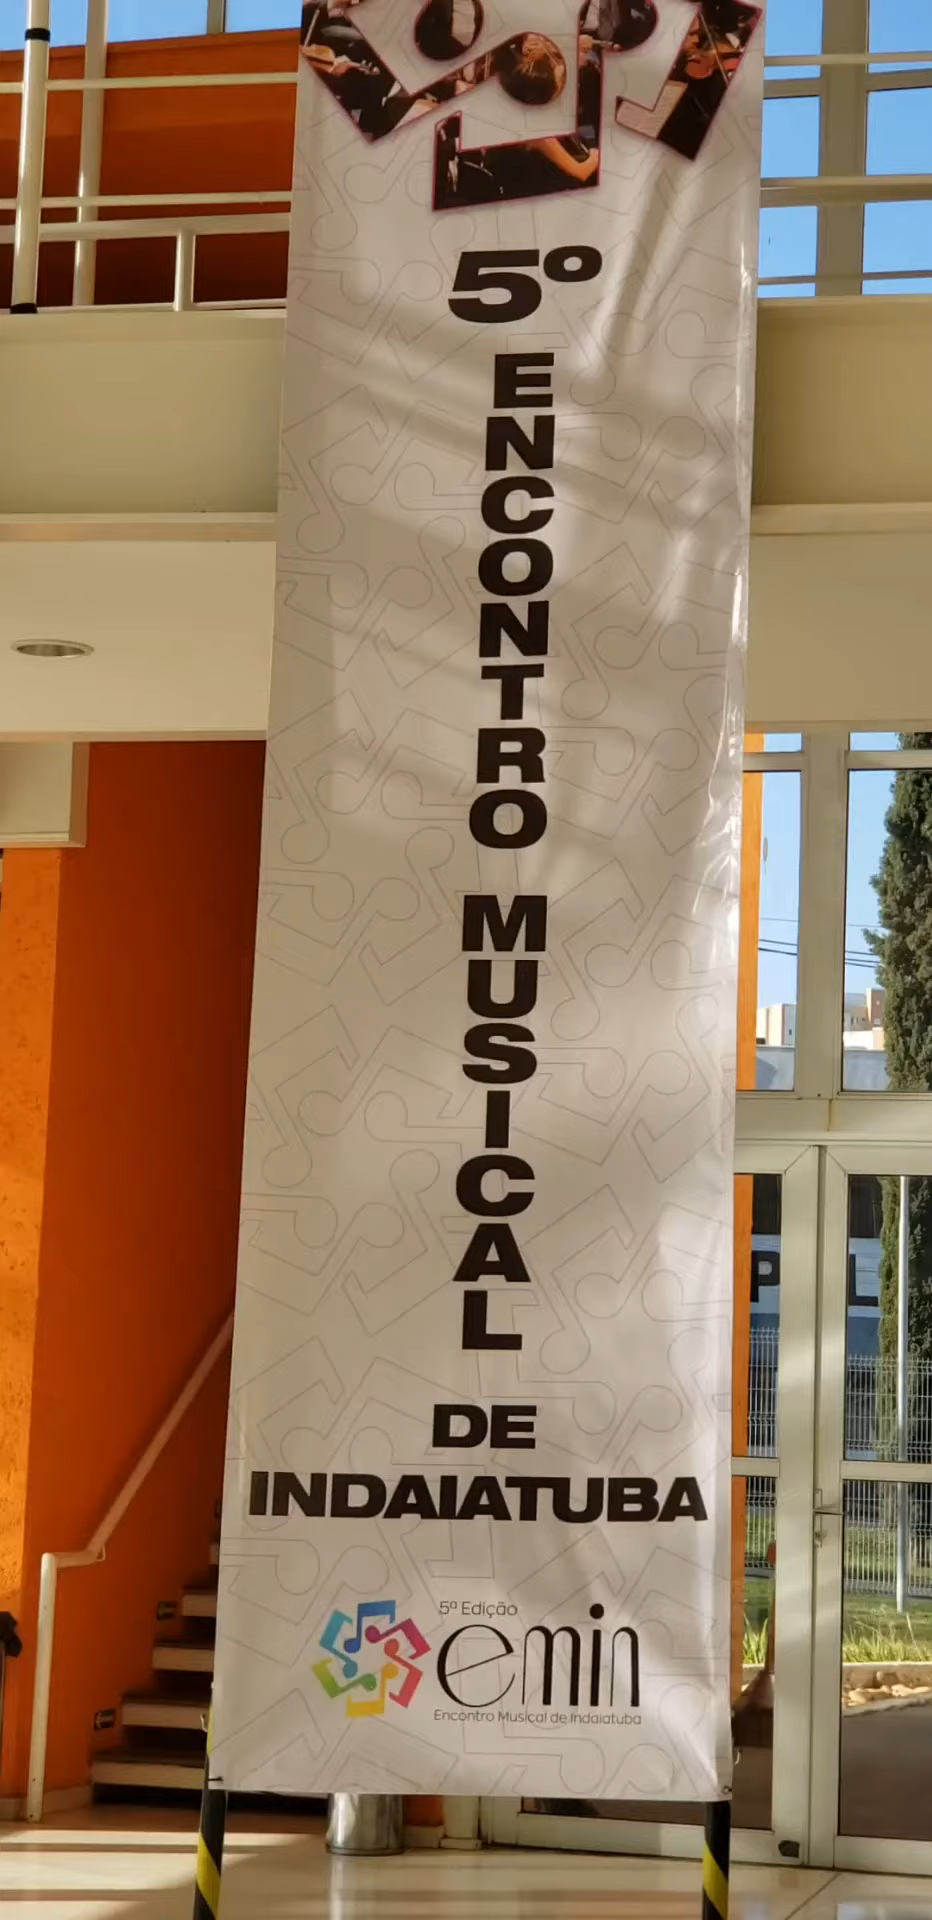 5º
ENCONTRO
MUSICAL
DE
INDAIATUBA
5ª Edição
emin
Encontro Musical de Indaiatuba
P L